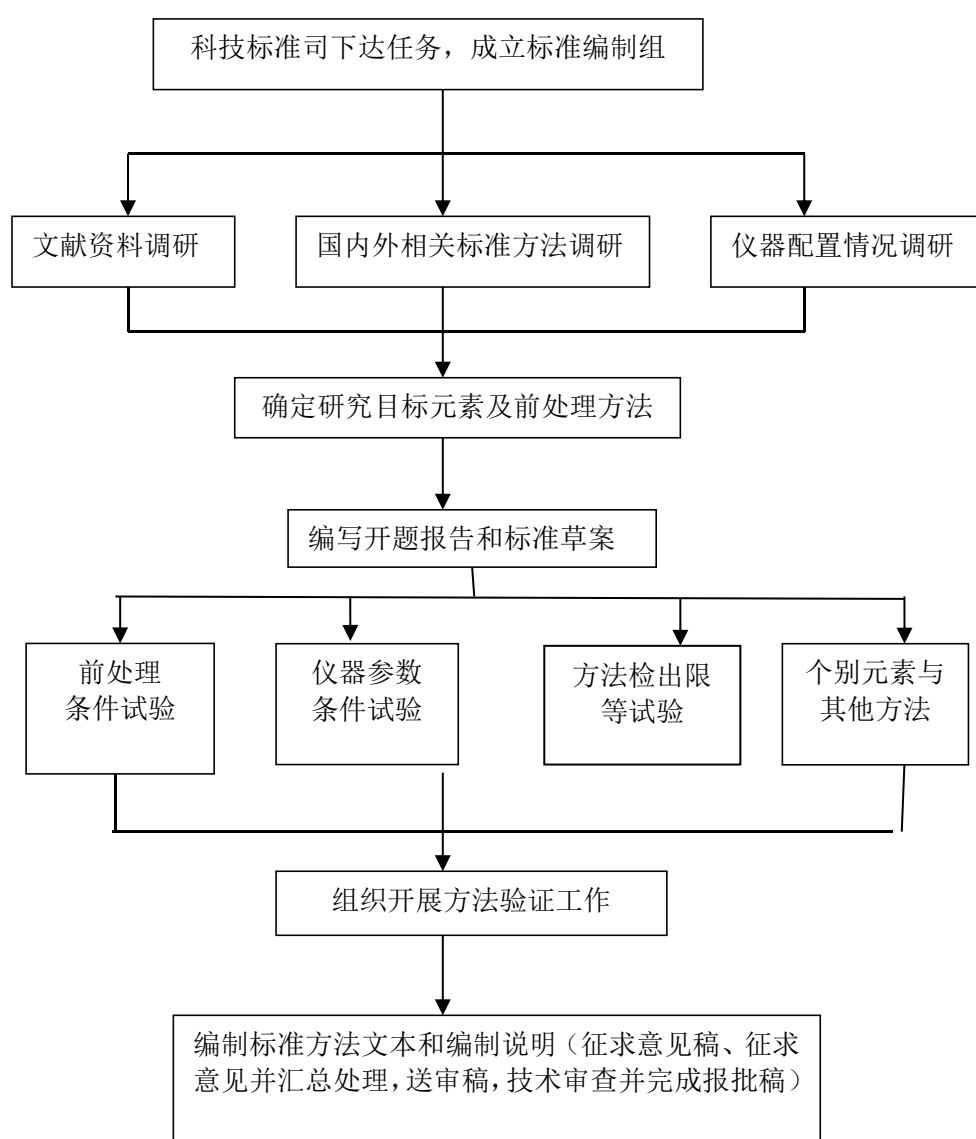 科技标准司下达任务，成立标准编制组
文献资料调研
国内外相关标准方法调研
仪器配置情况调研
确定研究目标元素及前处理方法
编写开题报告和标准草案
前处理
条件试验
仪器参数
条件试验
方法检出限
等试验
个别元素与
其他方法
组织开展方法验证工作
编制标准方法文本和编制说明（征求意见稿、征求
意见并汇总处理，送审稿，技术审查并完成报批稿）